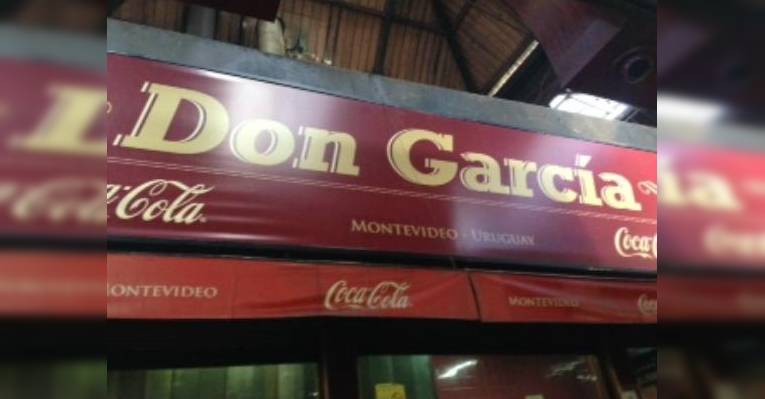 Don García
Coca-Cola
MONTEVIDEO - URUGUAY
Coca-Cola
MONTEVIDEO
Coca-Cola
MONTEVIDEO